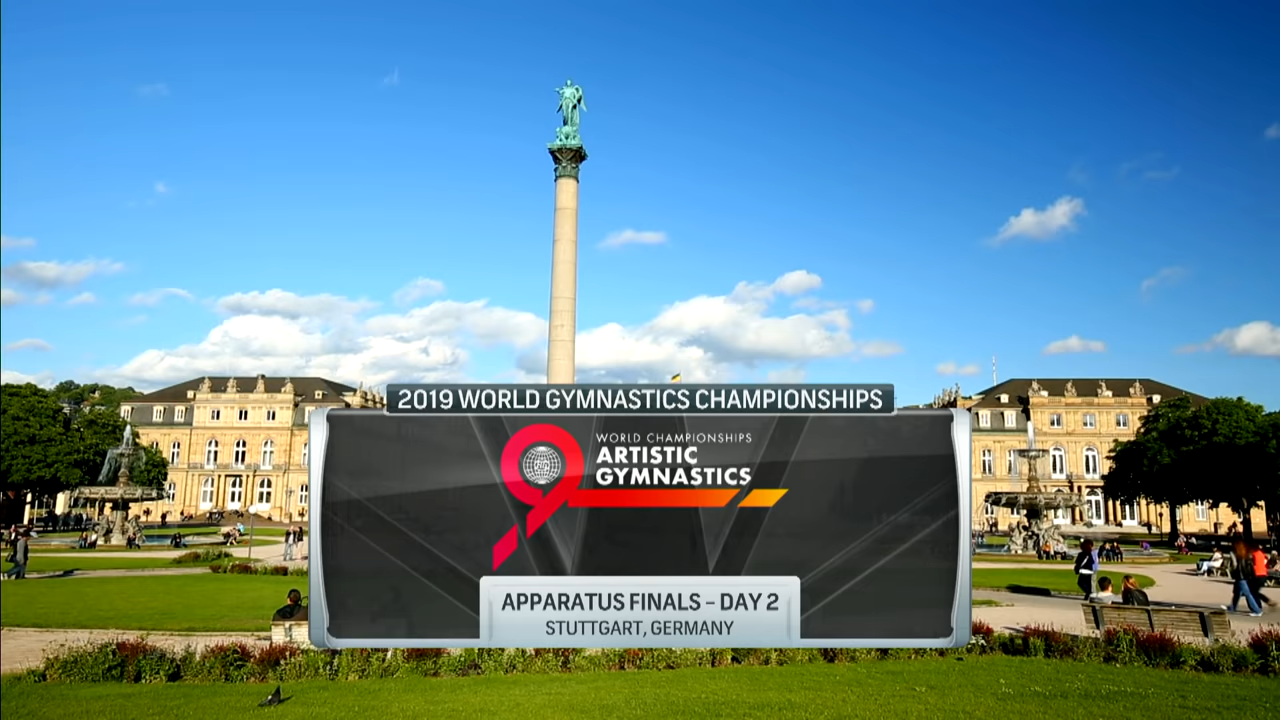 2019 WORLD GYMNASTICS CHAMPIONSHIPS
WORLD CHAMPIONSHIPS
ARTISTIC
GYMNASTICS
APPARATUS FINALS – DAY 2
STUTTGART, GERMANY